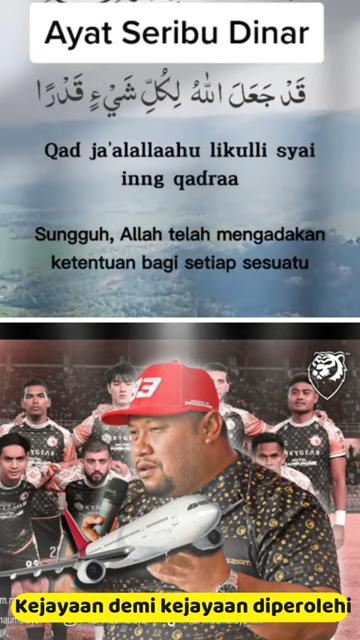 Ayat Seribu Dinar
قَدْ جَعَلَ اللّٰهُ لِكُلِّ شَيْءٍ قَدْرًا
Qad ja'alallaahu likulli syai
inng qadraa
Sungguh, Allah telah mengadakan
ketentuan bagi setiap sesuatu
Kejayaan demi kejayaan diperolehi